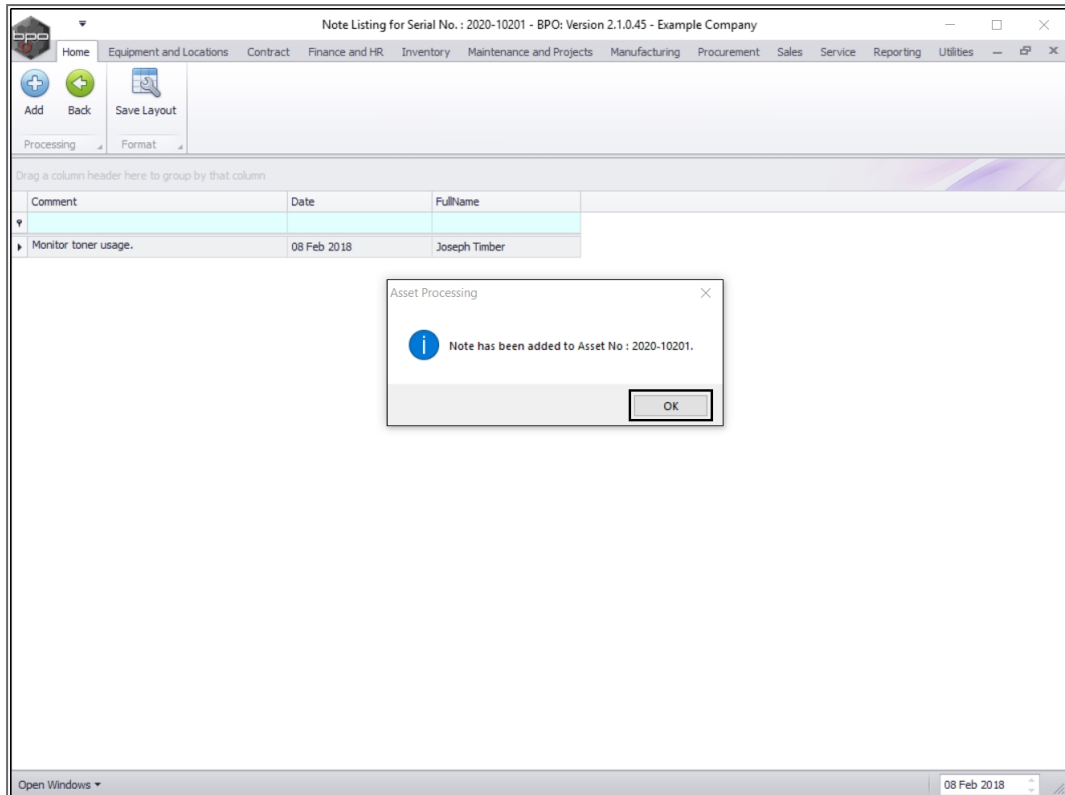 bpo
Note Listing for Serial No. : 2020-10201 - BPO: Version 2.1.0.45 - Example Company
Home Equipment and Locations Contract Finance and HR Inventory Maintenance and Projects Manufacturing Procurement Sales Service Reporting Utilities
Add Back Save Layout
Processing Format
Drag a column header here to group by that column
Comment Date FullName
Monitor toner usage. 08 Feb 2018 Joseph Timber
Asset Processing
Note has been added to Asset No : 2020-10201.
OK
Open Windows 08 Feb 2018